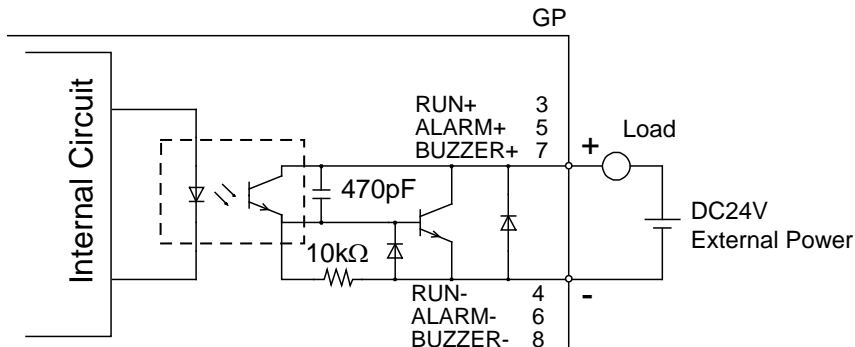 GP
Internal Circuit
RUN+ 3
ALARM+ 5
BUZZER+ 7
+
Load
470pF
10kΩ
DC24V
External Power
RUN- 4
ALARM- 6
BUZZER- 8
-